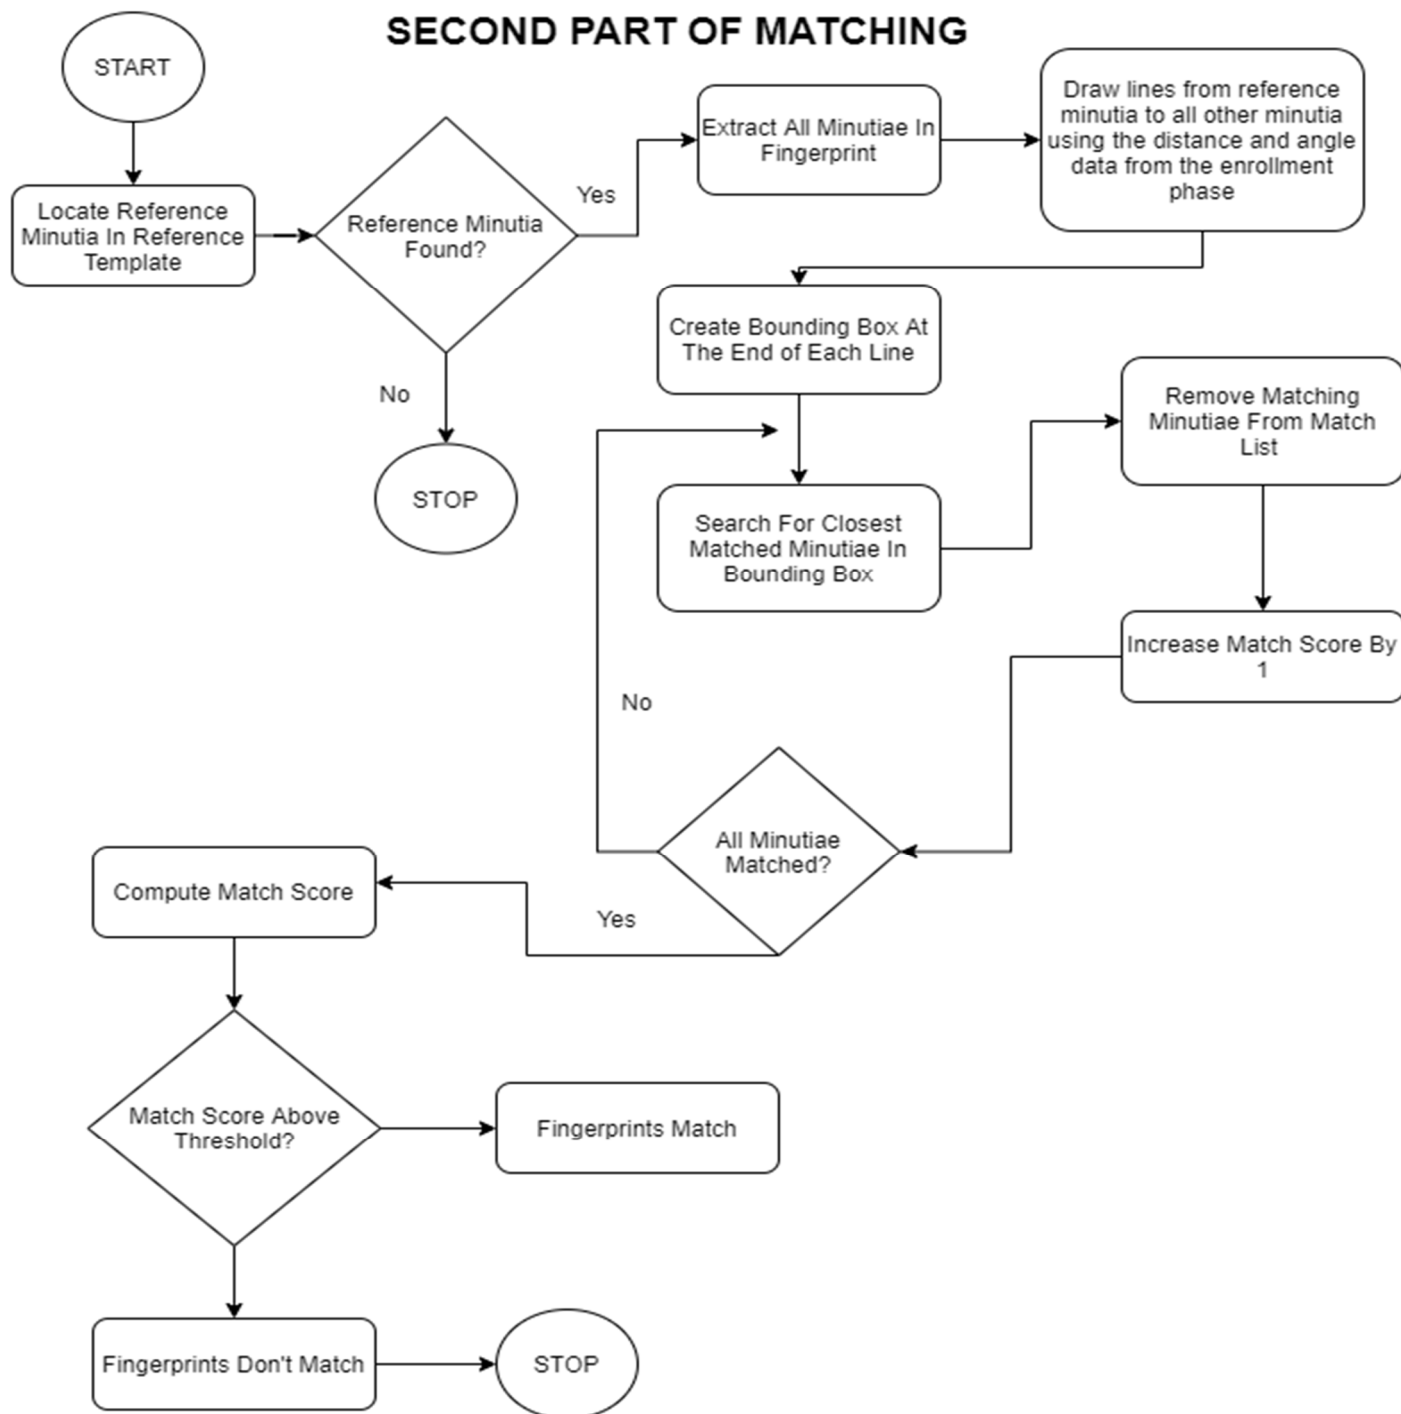 SECOND PART OF MATCHING
START
Locate Reference
Minutia In Reference
Template
Reference Minutia
Found?
Yes
No
STOP
Extract All Minutiae In
Fingerprint
Draw lines from reference
minutia to all other minutia
using the distance and angle
data from the enrollment
phase
Create Bounding Box At
The End of Each Line
Search For Closest
Matched Minutiae In
Bounding Box
Remove Matching
Minutiae From Match
List
Increase Match Score By
1
All Minutiae
Matched?
No
Yes
Compute Match Score
Match Score Above
Threshold?
Fingerprints Match
Fingerprints Don't Match
STOP